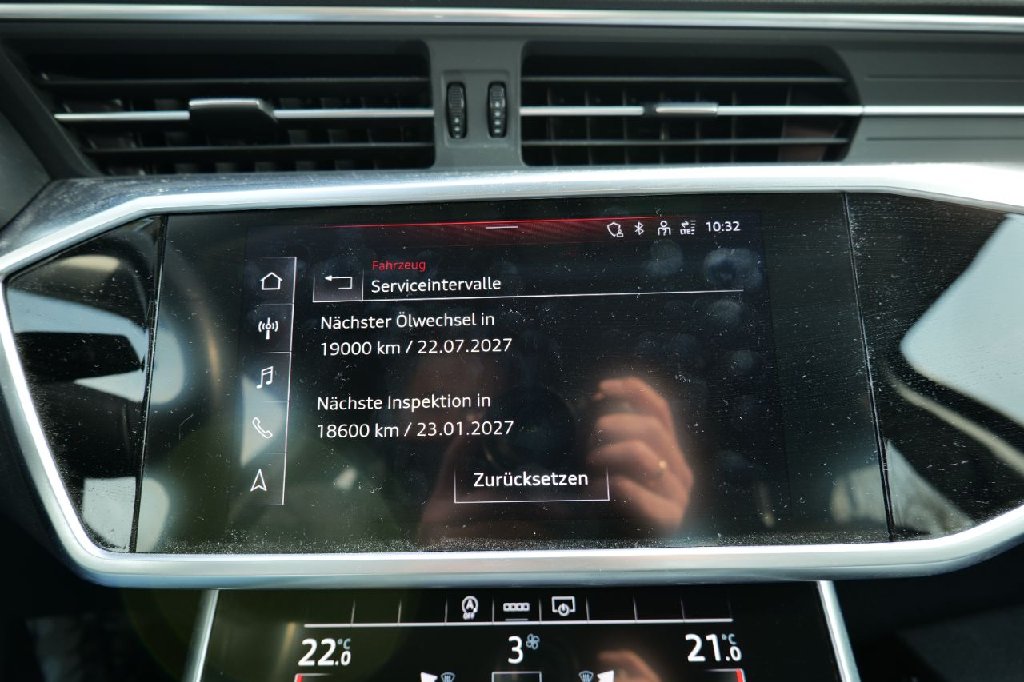 10:32
Fahrzeug
Serviceintervalle
Nächster Ölwechsel in
19000 km / 22.07.2027
Nächste Inspektion in
18600 km / 23.01.2027
Zurücksetzen
A
OFF
22.0°C
3
21.0°C